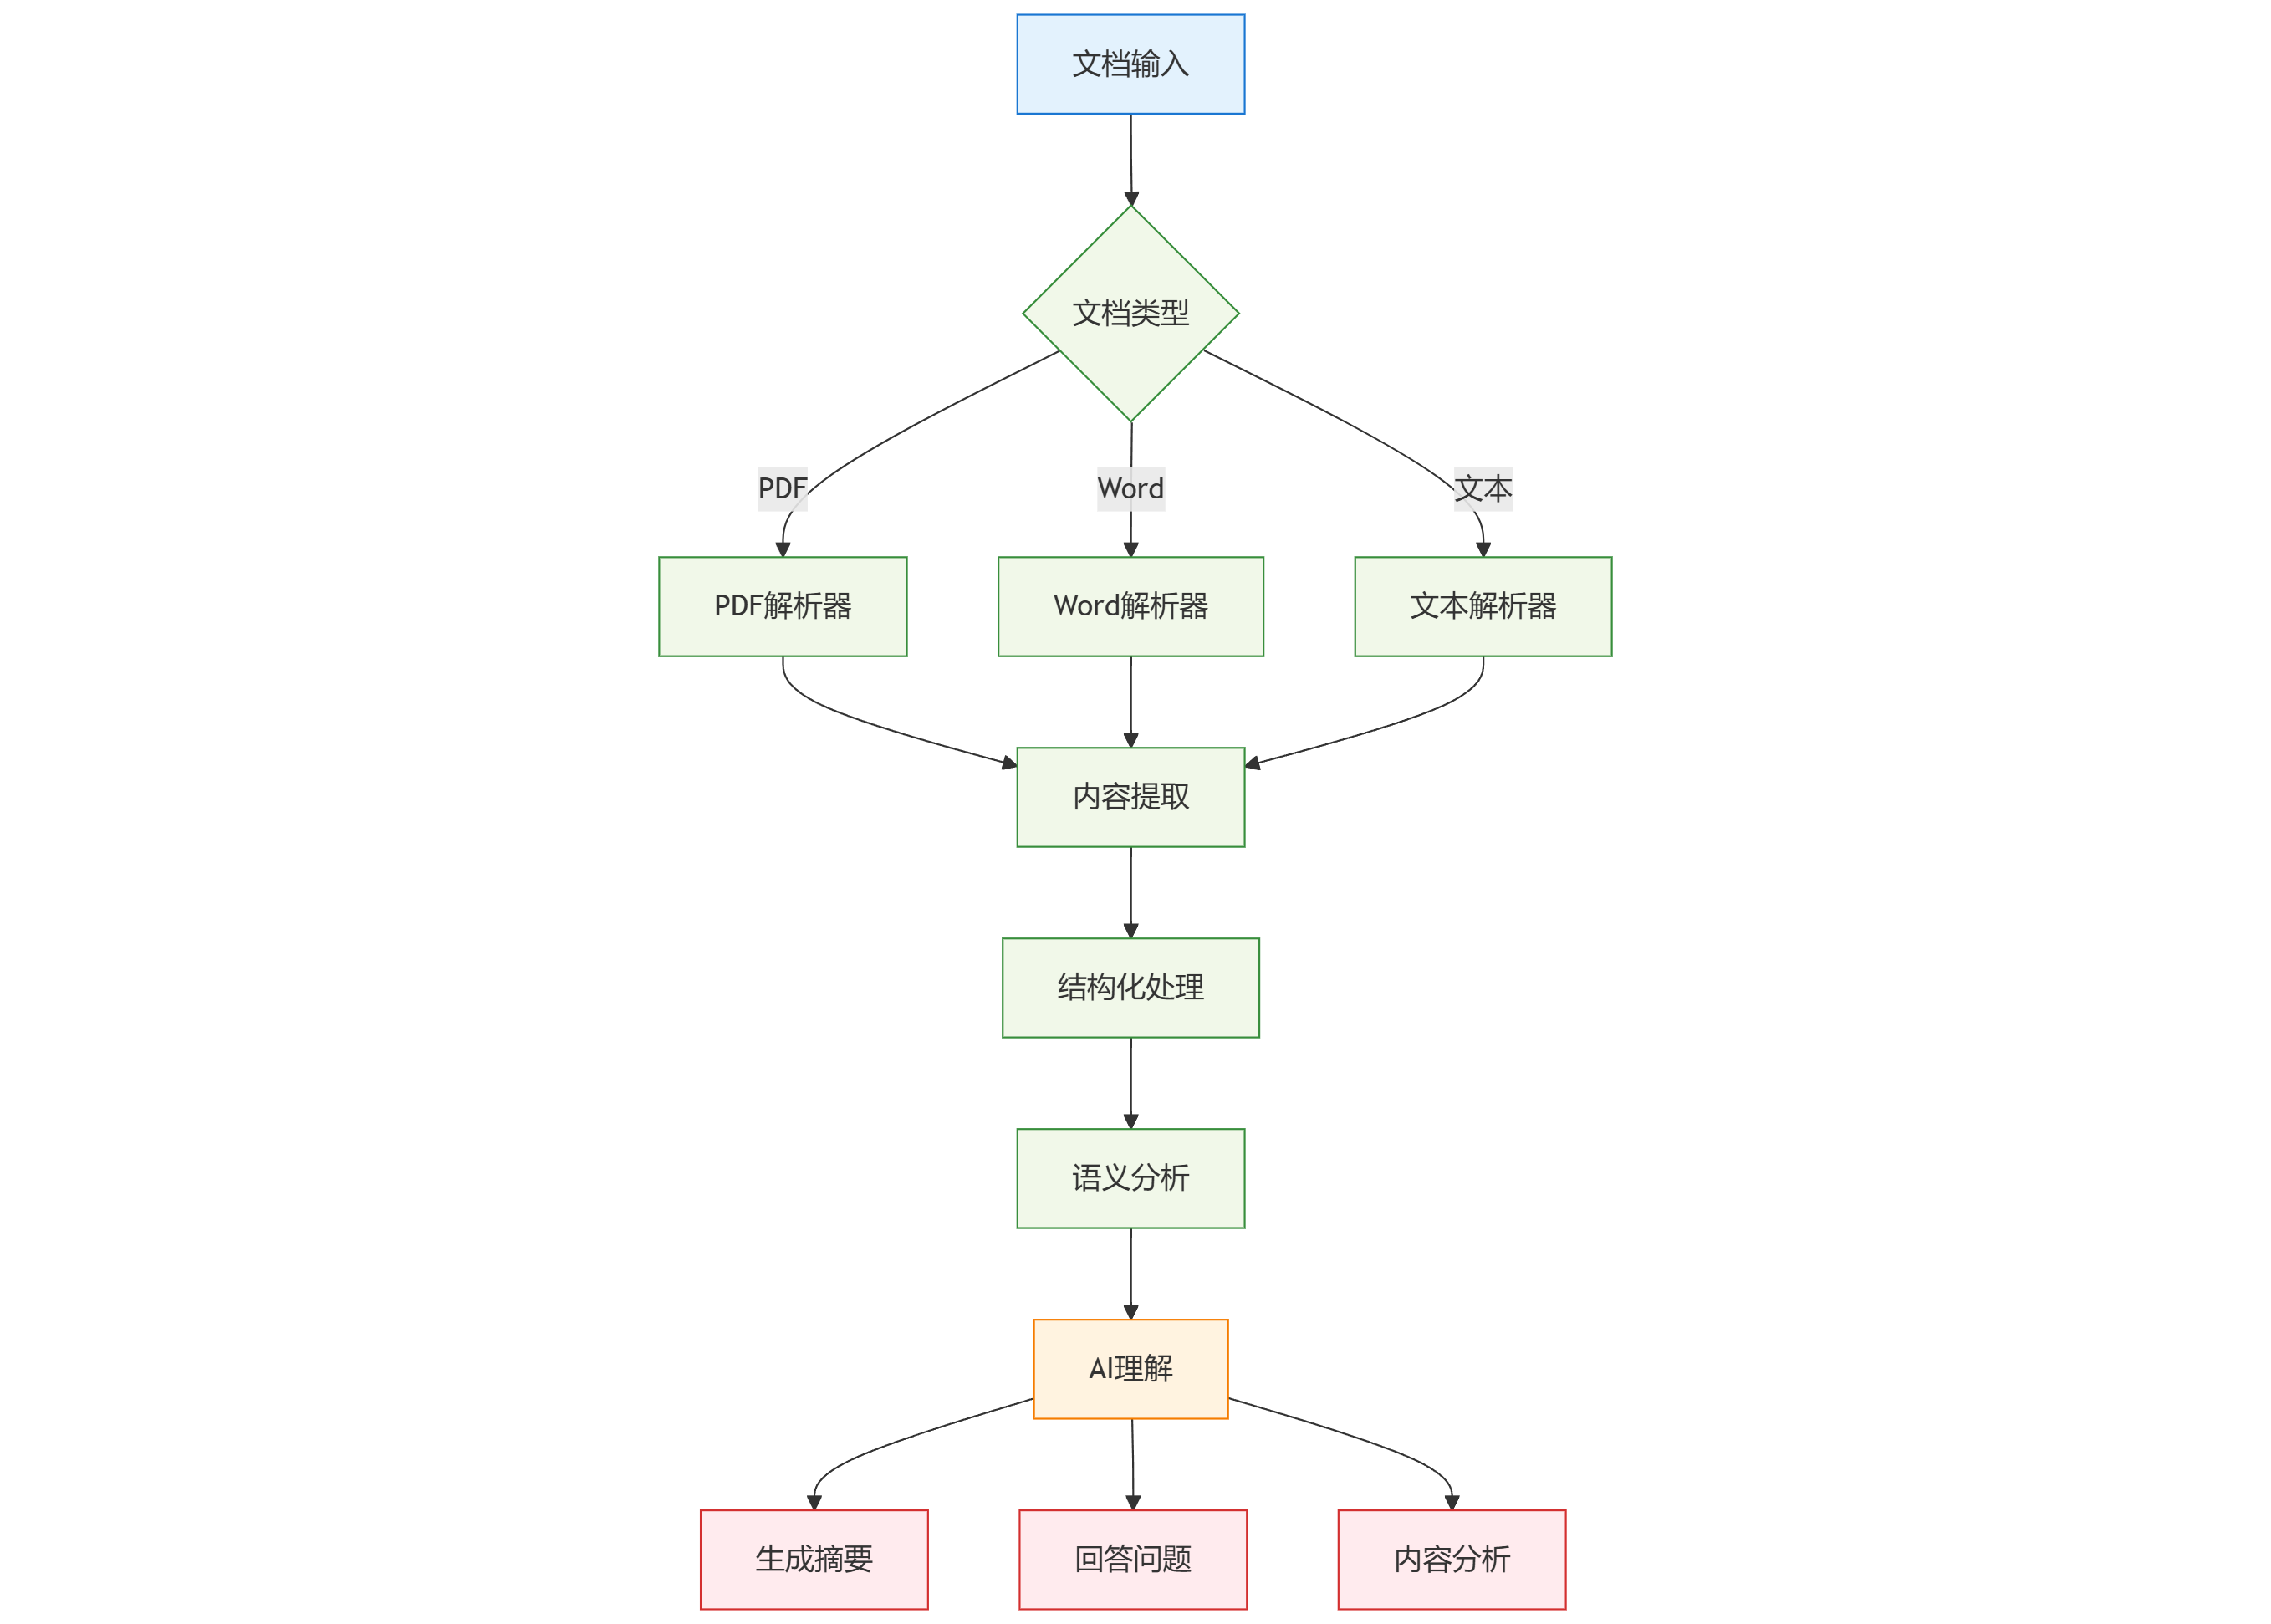 文档输入
文档类型
PDF
Word
文本
PDF解析器
Word解析器
文本解析器
内容提取
结构化处理
语义分析
AI理解
生成摘要
回答问题
内容分析